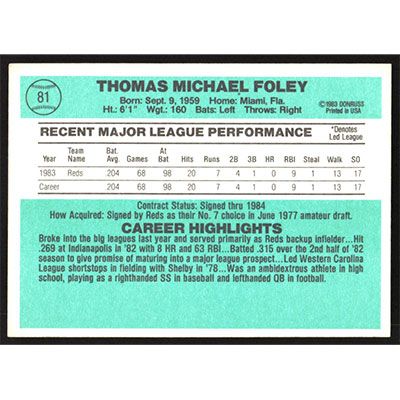 81
THOMAS MICHAEL FOLEY
Born: Sept. 9, 1959 Home: Miami, Fla.
Ht.: 6'1" Wgt.: 160 Bats: Left Throws: Right
©1983 DONRUSS
Printed in USA
RECENT MAJOR LEAGUE PERFORMANCE
*Denotes
Led League
Year Team Name Bat. Avg. Games At Bat Hits Runs 2B 3B HR RBI Steal Walk SO
1983 Reds .204 68 98 20 7 4 1 0 9 1 13 17
Career .204 68 98 20 7 4 1 0 9 1 13 17
Contract Status: Signed thru 1984
How Acquired: Signed by Reds as their No. 7 choice in June 1977 amateur draft.
CAREER HIGHLIGHTS
Broke into the big leagues last year and served primarily as Reds backup infielder...Hit
.269 at Indianapolis in '82 with 8 HR and 63 RBI...Batted .315 over the 2nd half of '82
season to give promise of maturing into a major league prospect...Led Western Carolina
League shortstops in fielding with Shelby in '78...Was an ambidextrous athlete in high
school, playing as a righthanded SS in baseball and lefthanded QB in football.